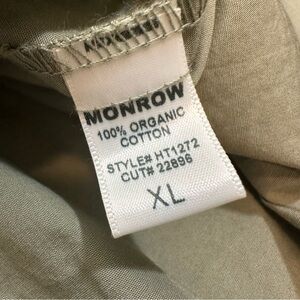 MONROW
100% ORGANIC
COTTON
STYLE# HT1272
CUT# 22896
XL